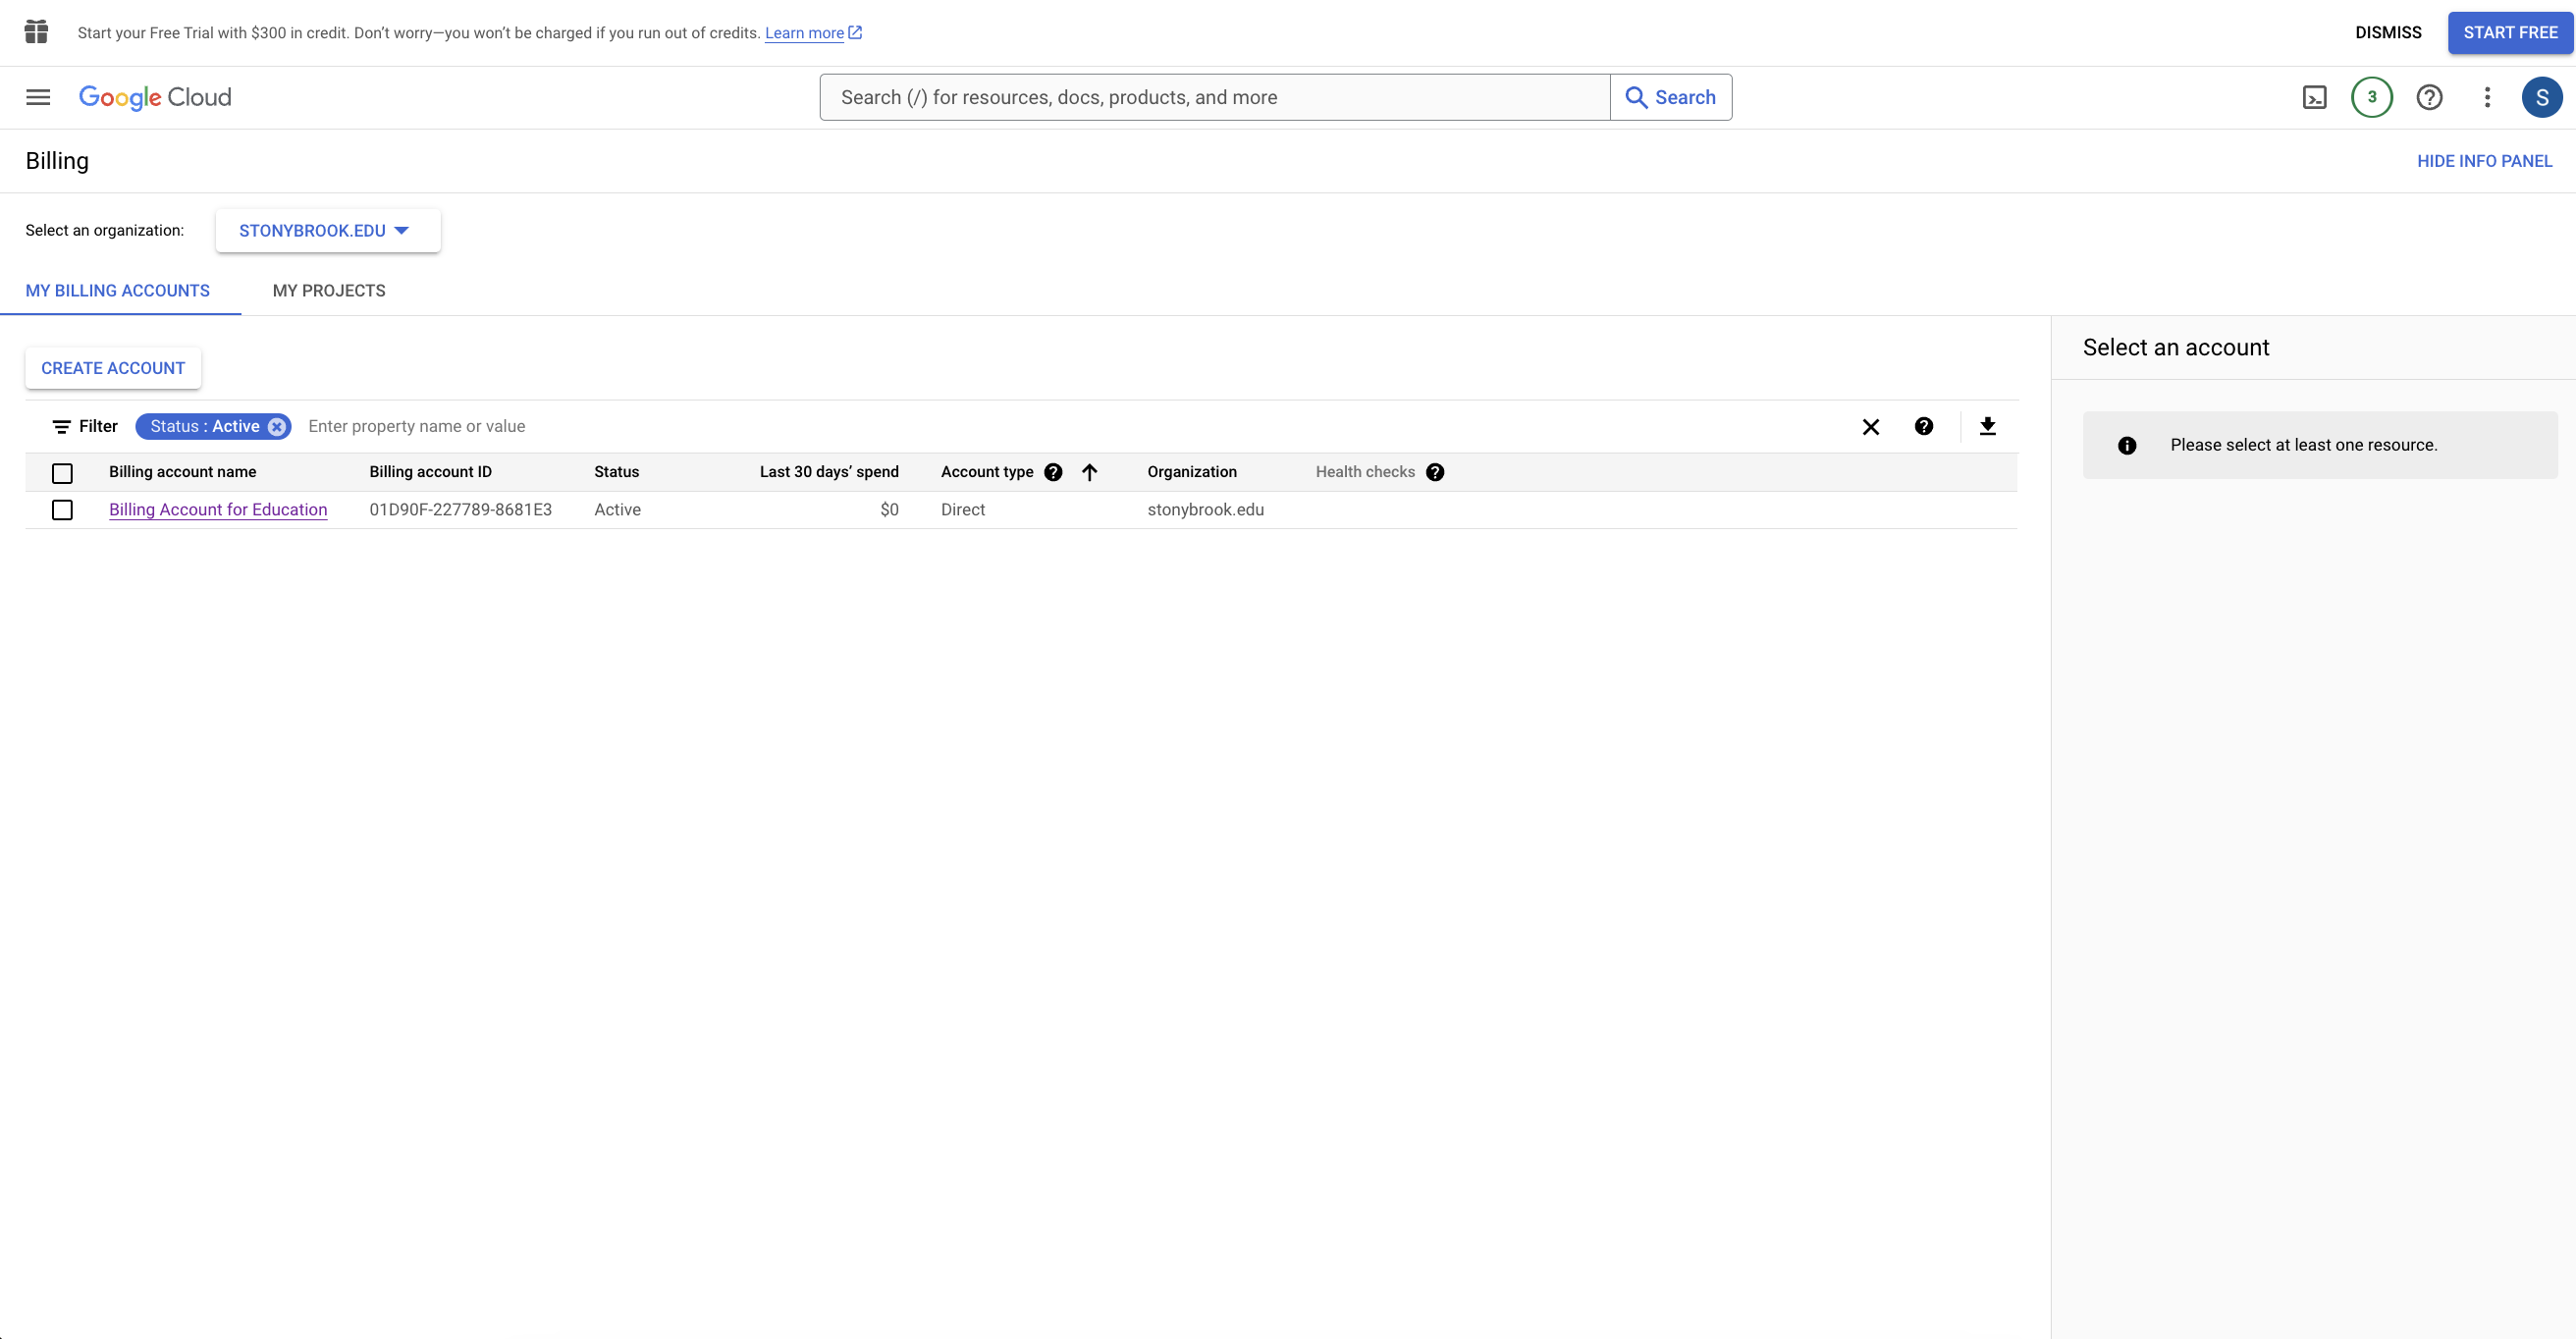 Start your Free Trial with $300 in credit. Don’t worry—you won’t be charged if you run out of credits. Learn more
DISMISS
START FREE
Google Cloud
Search (/) for resources, docs, products, and more
Search
3
S
Billing
HIDE INFO PANEL
Select an organization:
STONYBROOK.EDU
MY BILLING ACCOUNTS
MY PROJECTS
CREATE ACCOUNT
Select an account
Filter
Status : Active
Enter property name or value
Please select at least one resource.
Billing account name Billing account ID Status Last 30 days’ spend Account type Organization Health checks
Billing Account for Education 01D90F-227789-8681E3 Active $0 Direct stonybrook.edu